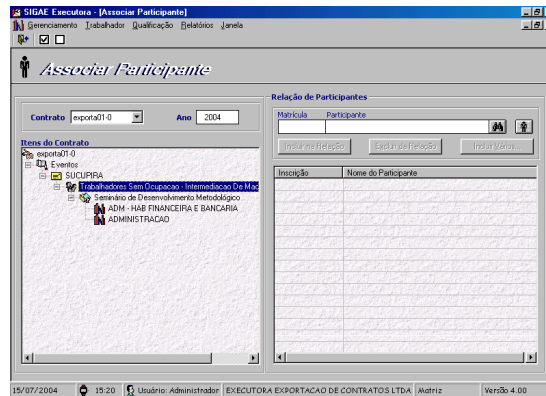 SIGAE Executora - [Associar Participante]
Gerenciamento Trabalhador Qualificação Relatórios Janela
Associar Participante
Contrato exporta01-0 Ano 2004
Itens do Contrato
exporta01-0
Eventos
SUCUPIRA
Trabalhadores Sem Ocupacao - Intermediacao De Mac
Seminário de Desenvolvimento Metodológico
ADM - HAB FINANCEIRA E BANCARIA
ADMINISTRACAO
Relação de Participantes
Matrícula Participante
Incluir na Relação Excluir da Relação Incluir Vários...
Inscrição Nome do Participante
15/07/2004 15:20 Usuário: Administrador EXECUTORA EXPORTACAO DE CONTRATOS LTDA Matriz Versão 4.00